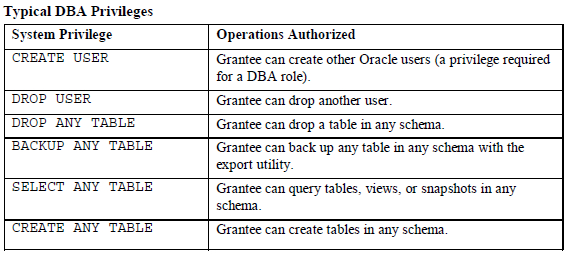 Typical DBA Privileges
System Privilege Operations Authorized
CREATE USER Grantee can create other Oracle users (a privilege required
for a DBA role).
DROP USER Grantee can drop another user.
DROP ANY TABLE Grantee can drop a table in any schema.
BACKUP ANY TABLE Grantee can back up any table in any schema with the
export utility.
SELECT ANY TABLE Grantee can query tables, views, or snapshots in any
schema.
CREATE ANY TABLE Grantee can create tables in any schema.